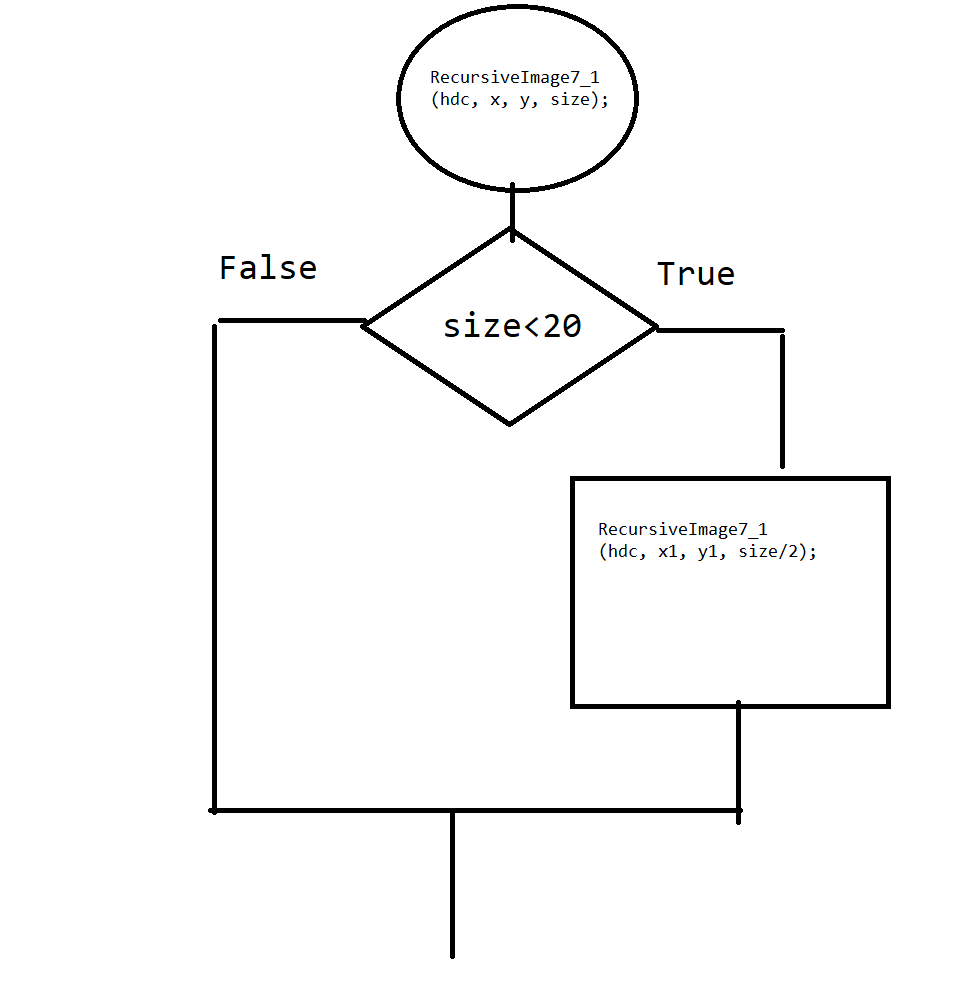 RecursiveImage7_1
(hdc, x, y, size);
False
True
size<20
RecursiveImage7_1
(hdc, x1, y1, size/2);